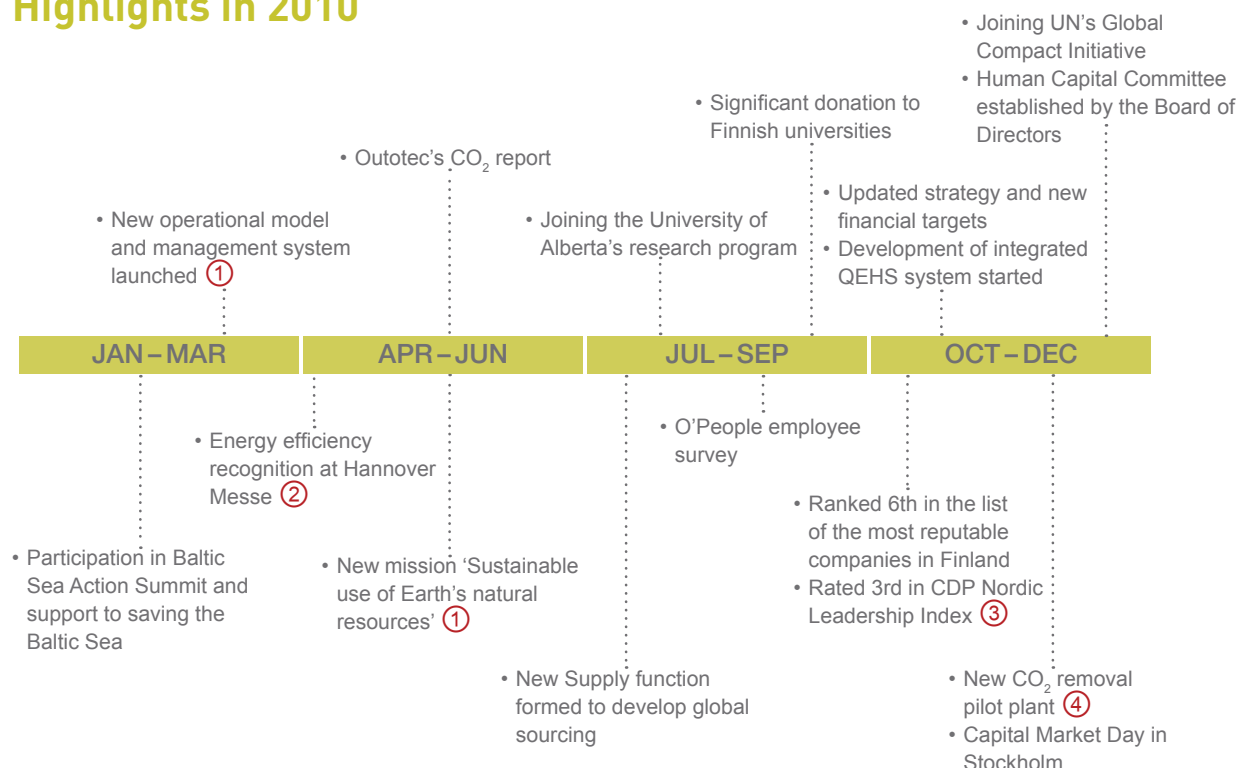 Highlights in 2010
• Joining UN's Global
Compact Initiative
• Human Capital Committee
established by the Board of
Directors
• Significant donation to
Finnish universities
• Outotec's CO₂ report
• Updated strategy and new
financial targets
• Development of integrated
QEHS system started
• New operational model
and management system
launched ①
• Joining the University of
Alberta's research program
JAN – MAR
APR – JUN
JUL – SEP
OCT – DEC
• Energy efficiency
recognition at Hannover
Messe ②
• O'People employee
survey
• Ranked 6th in the list
of the most reputable
companies in Finland
• Rated 3rd in CDP Nordic
Leadership Index ③
• Participation in Baltic
Sea Action Summit and
support to saving the
Baltic Sea
• New mission 'Sustainable
use of Earth's natural
resources' ①
• New Supply function
formed to develop global
sourcing
• New CO₂ removal
pilot plant ④
• Capital Market Day in
Stockholm